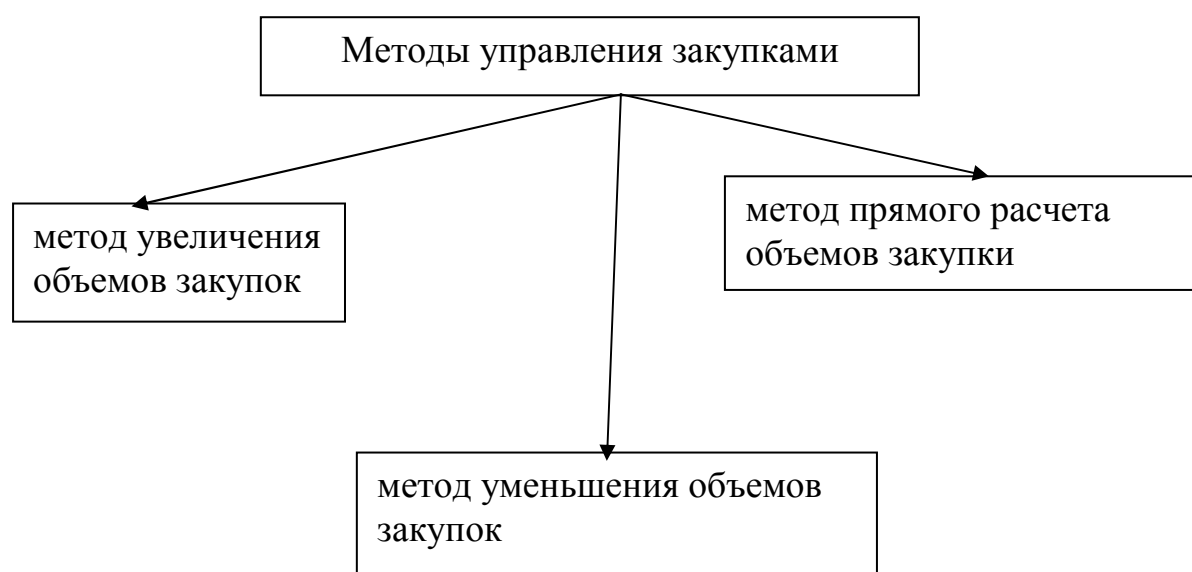 Методы управления закупками
метод увеличения
объемов закупок
метод прямого расчета
объемов закупки
метод уменьшения объемов
закупок